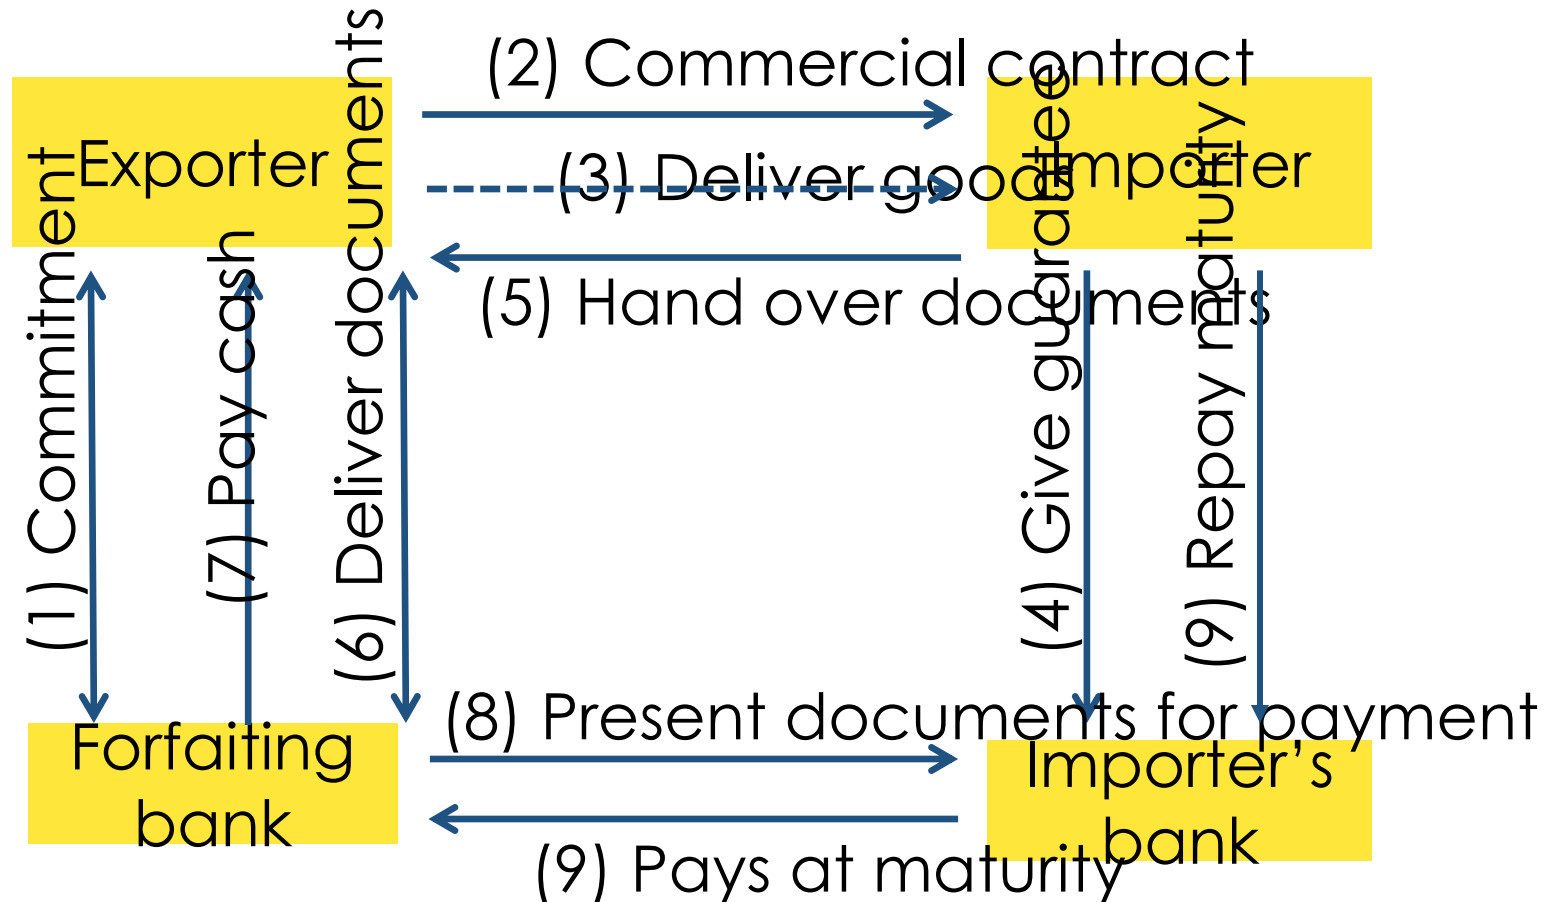 (2) Commercial contract
Exporter
Importer
(3) Deliver goods
(5) Hand over documents
(1) Commitment
(7) Pay cash
(6) Deliver documents
(4) Give guarantee
(9) Repay maturity
(8) Present documents for payment
Forfaiting
bank
Importer’s
bank
(9) Pays at maturity